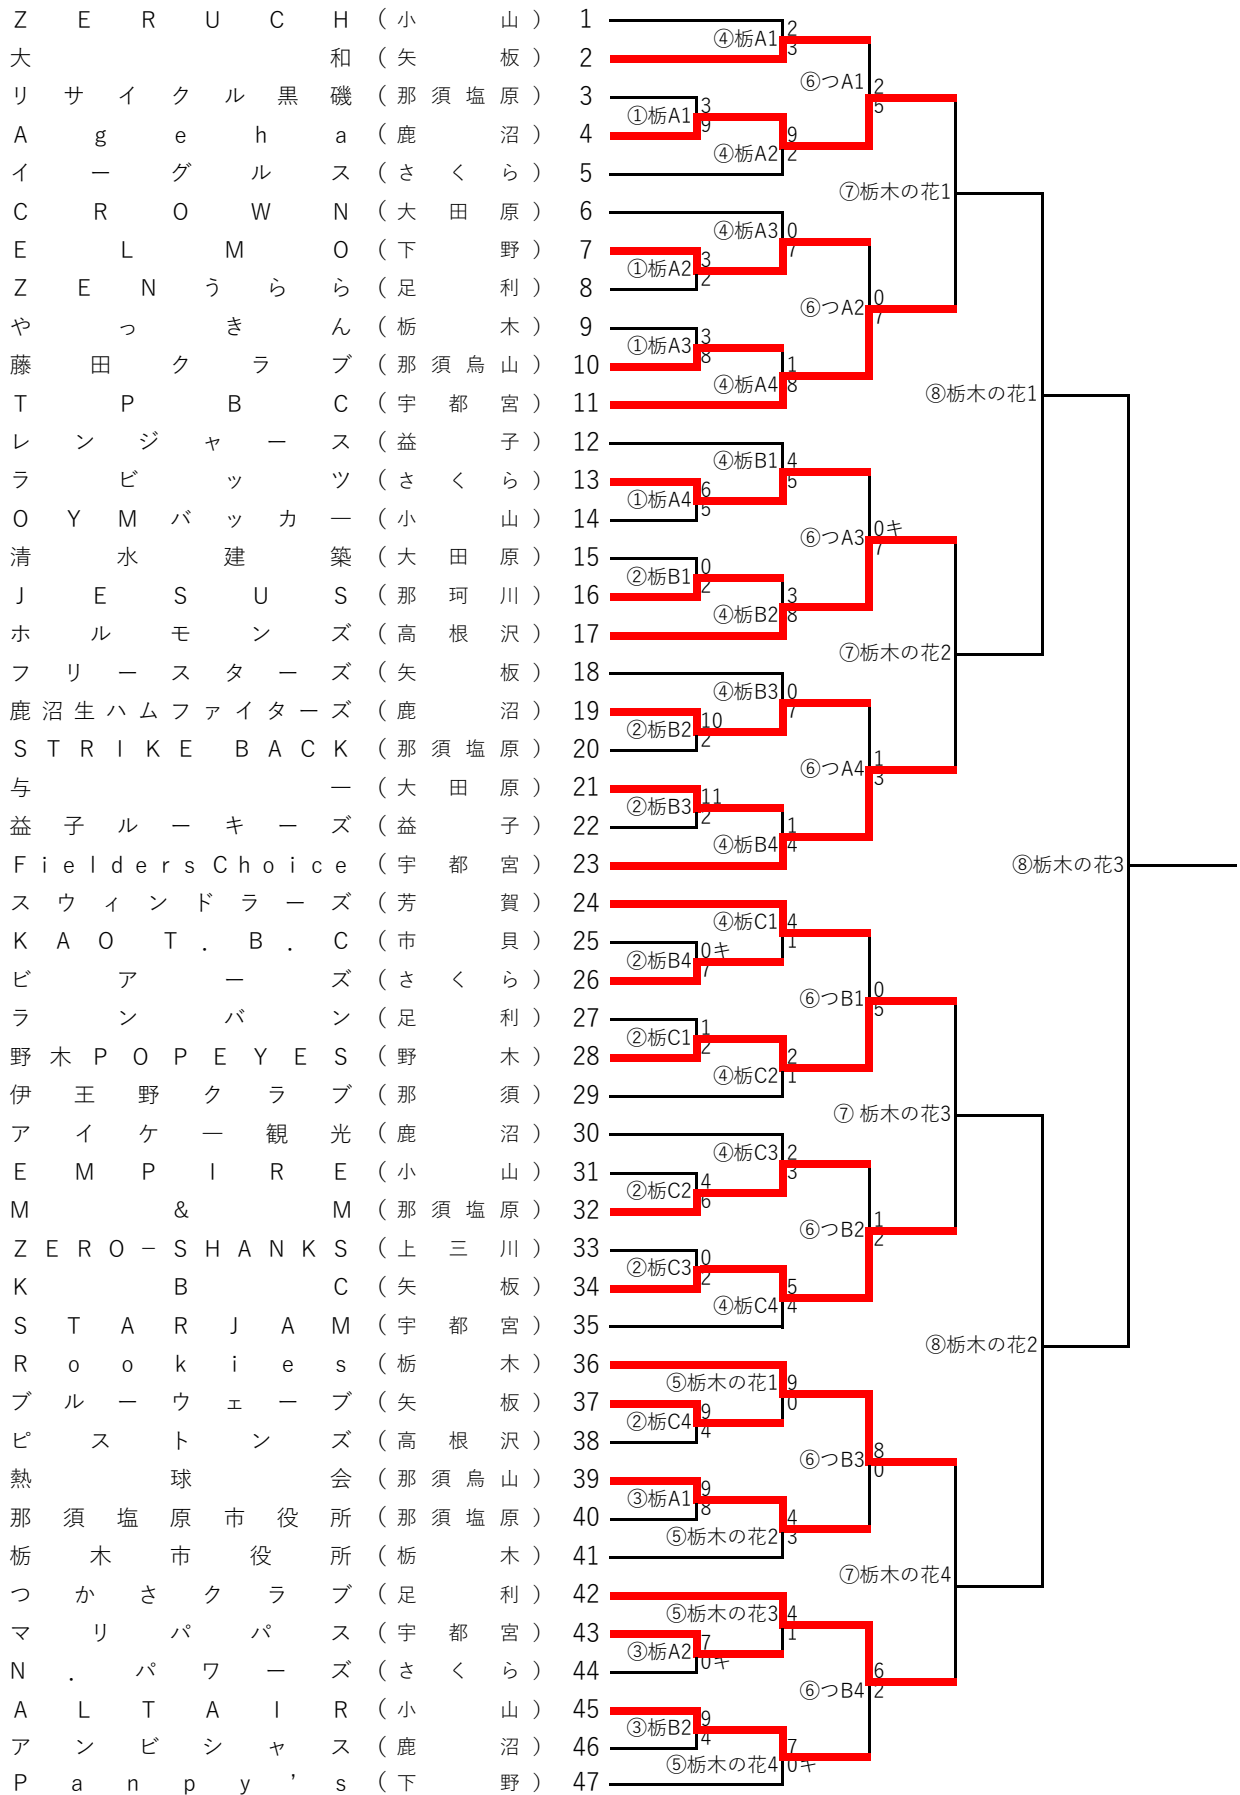 ZERUCH（小山）1
④栃A1 2
3
大和（矢板）2
⑥つA1 2
5
リサイクル黒磯（那須塩原）3
①栃A1 3
9
Ageha（鹿沼）4
④栃A2 9
2
イーグルス（さくら）5
⑦栃木の花1
CROWN（大田原）6
④栃A3 0
7
ELMO（下野）7
①栃A2 3
2
ZENうらら（足利）8
⑥つA2 0
7
やっきん（栃木）9
①栃A3 3
8
藤田クラブ（那須烏山）10
④栃A4 1
8
TPBC（宇都宮）11
⑧栃木の花1
レンジャース（益子）12
④栃B1 4
5
ラビッツ（さくら）13
①栃A4 6
5
OYMバッカー（小山）14
⑥つA3 0キ
7
清水建築（大田原）15
②栃B1 0
2
JESUS（那珂川）16
④栃B2 3
8
ホルモンズ（高根沢）17
⑦栃木の花2
フリースターズ（矢板）18
④栃B3 0
7
鹿沼生ハムファイターズ（鹿沼）19
②栃B2 10
2
STRIKE BACK（那須塩原）20
⑥つA4 1
3
与一（大田原）21
②栃B3 11
2
益子ルーキーズ（益子）22
④栃B4 1
4
FieldersChoice（宇都宮）23
⑧栃木の花3
スウィンドラーズ（芳賀）24
④栃C1 4
1
KAO T.B.C（市貝）25
②栃B4 0キ
7
ビアーズ（さくら）26
⑥つB1 0
5
ランバン（足利）27
②栃C1 1
2
野木POPEYES（野木）28
④栃C2 2
1
伊王野クラブ（那須）29
⑦ 栃木の花3
アイケー観光（鹿沼）30
④栃C3 2
3
EMPIRE（小山）31
②栃C2 4
6
M&M（那須塩原）32
⑥つB2 1
2
ZERO－SHANKS（上三川）33
②栃C3 0
2
KBC（矢板）34
④栃C4 5
4
STARJAM（宇都宮）35
⑧栃木の花2
Rookies（栃木）36
⑤栃木の花1 9
0
ブルーウェーブ（矢板）37
②栃C4 9
4
ピストンズ（高根沢）38
⑥つB3 8
0
熱球会（那須烏山）39
③栃A1 9
8
那須塩原市役所（那須塩原）40
⑤栃木の花2 4
3
栃木市役所（栃木）41
⑦栃木の花4
つかさクラブ（足利）42
⑤栃木の花3 4
1
マリパパス（宇都宮）43
③栃A2 7
0キ
N.パワーズ（さくら）44
⑥つB4 6
2
ALTAIR（小山）45
③栃B2 9
4
アンビシャス（鹿沼）46
⑤栃木の花4 7
0キ
Panpy’s（下野）47